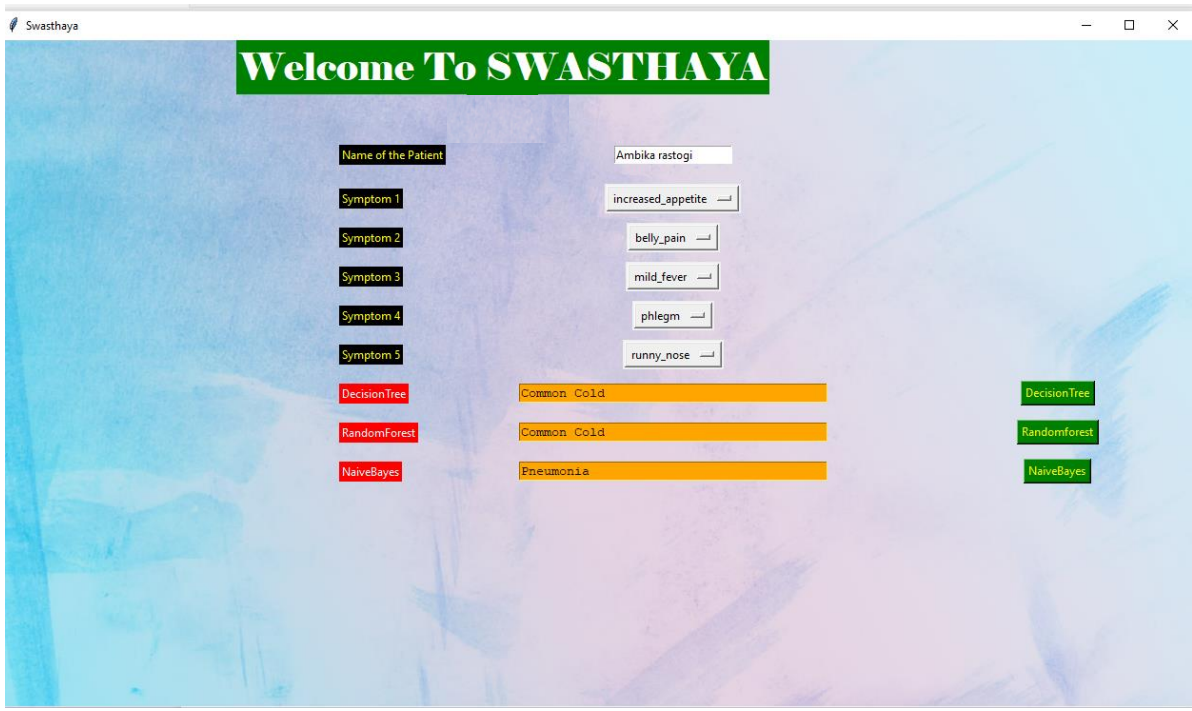 Swasthaya
Welcome To SWASTHAYA
Name of the Patient Ambika rastogi
Symptom 1 increased_appetite
Symptom 2 belly_pain
Symptom 3 mild_fever
Symptom 4 phlegm
Symptom 5 runny_nose
DecisionTree Common Cold DecisionTree
RandomForest Common Cold Randomforest
NaiveBayes Pneumonia NaiveBayes